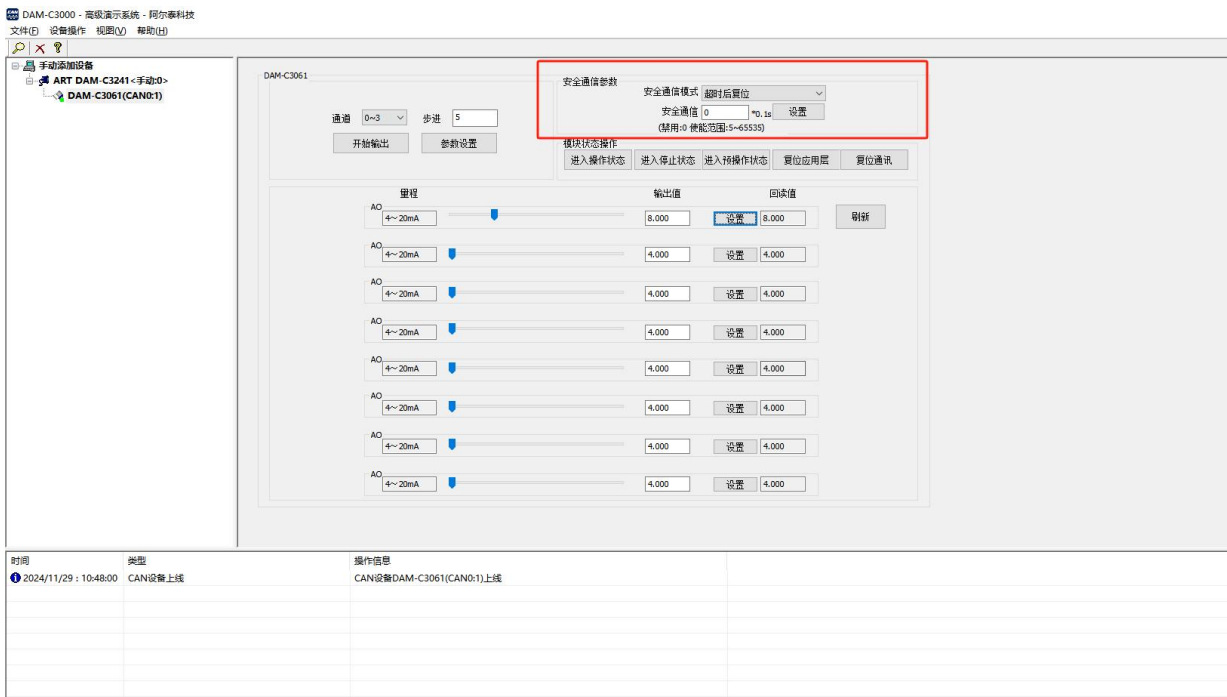 DAM-C3000 - 高级演示系统 - 阿尔泰科技
文件(F) 设备操作 视图(V) 帮助(H)
手动添加设备
ART DAM-C3241<手动:0>
DAM-C3061(CAN0:1)
DAM-C3061
通道 0~3 步进 5
开始输出 参数设置
安全通信参数
安全通信模式 超时后复位
安全通信 0 *0.1s 设置
(禁用:0 使能范围:5~65535)
模块状态操作
进入操作状态 进入停止状态 进入预操作状态 复位应用层 复位通讯
量程 输出值 回读值
AO
4～20mA 8.000 设置 8.000 刷新
AO
4～20mA 4.000 设置 4.000
AO
4～20mA 4.000 设置 4.000
AO
4～20mA 4.000 设置 4.000
AO
4～20mA 4.000 设置 4.000
AO
4～20mA 4.000 设置 4.000
AO
4～20mA 4.000 设置 4.000
AO
4～20mA 4.000 设置 4.000
时间 类型 操作信息
2024/11/29 : 10:48:00 CAN设备上线 CAN设备DAM-C3061(CAN0:1)上线